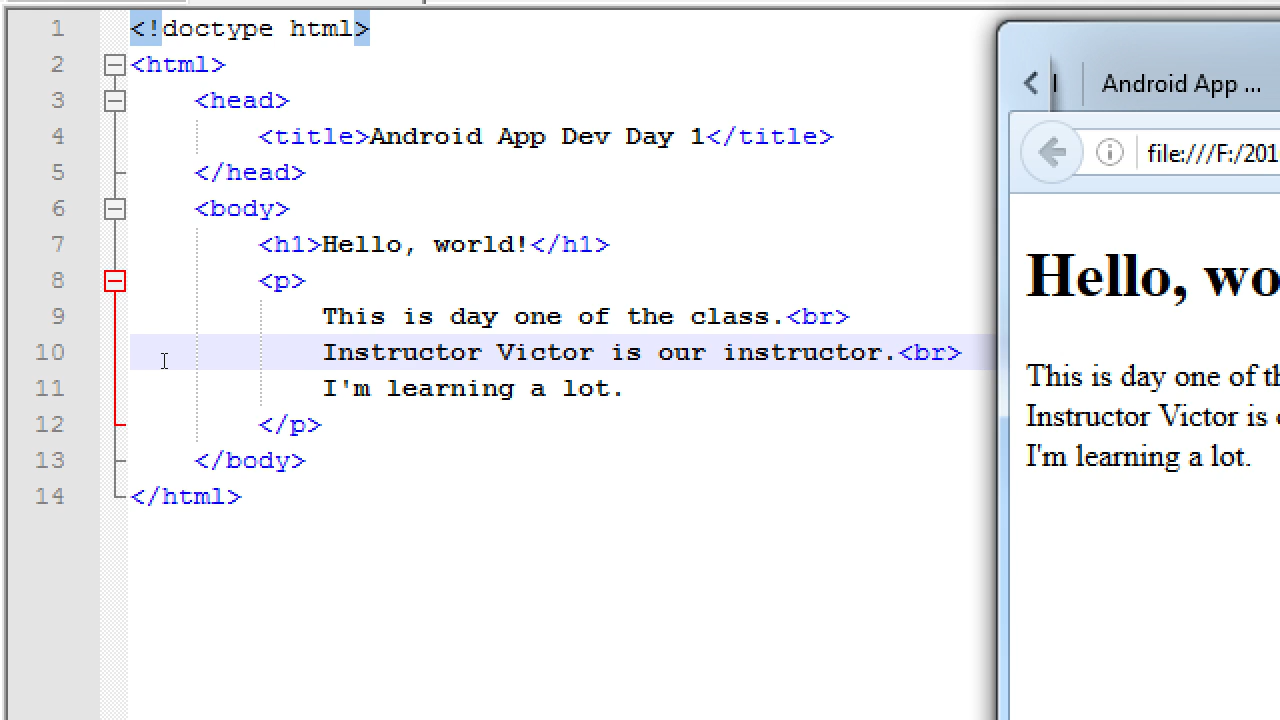 1 <!doctype html>
2 <html>
3 <head>
4 <title>Android App Dev Day 1</title>
5 </head>
6 <body>
7 <h1>Hello, world!</h1>
8 <p>
9 This is day one of the class.<br>
10 Instructor Victor is our instructor.<br>
11 I'm learning a lot.
12 </p>
13 </body>
14 </html>
Android App ...
file:///F:/201
Hello, wo
This is day one of th
Instructor Victor is
I'm learning a lot.